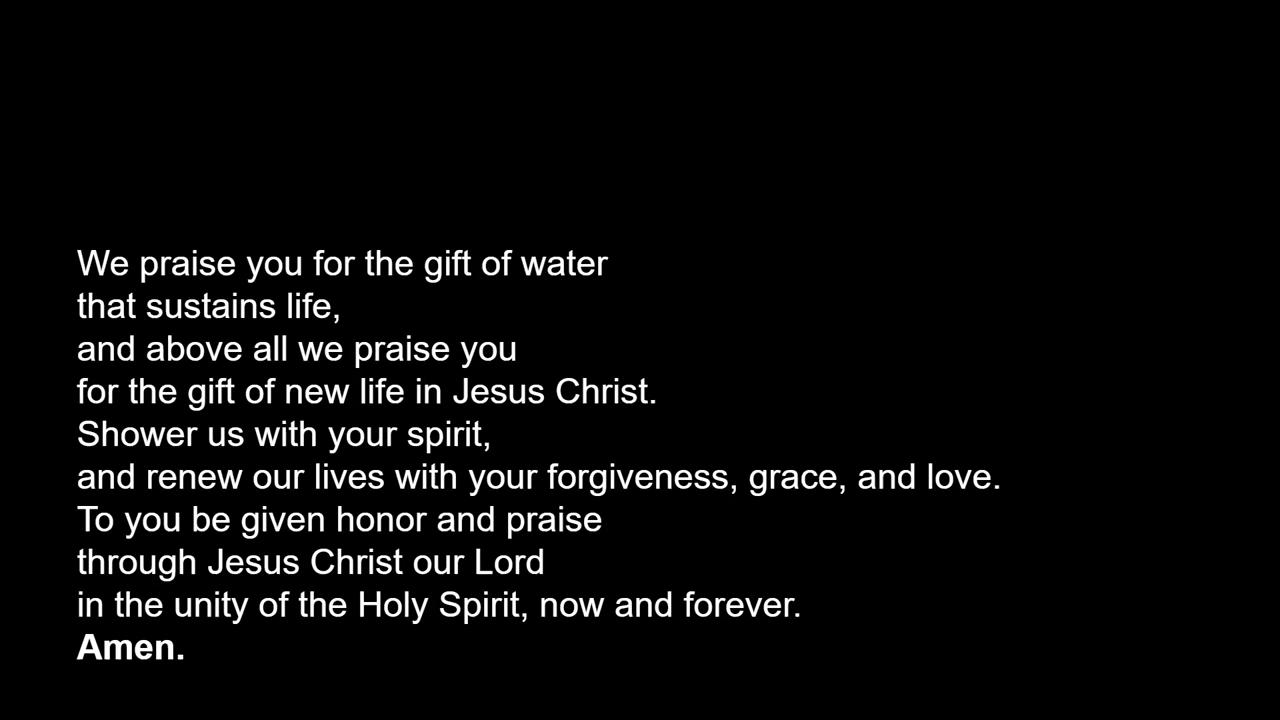 We praise you for the gift of water
that sustains life,
and above all we praise you
for the gift of new life in Jesus Christ.
Shower us with your spirit,
and renew our lives with your forgiveness, grace, and love.
To you be given honor and praise
through Jesus Christ our Lord
in the unity of the Holy Spirit, now and forever.
Amen.